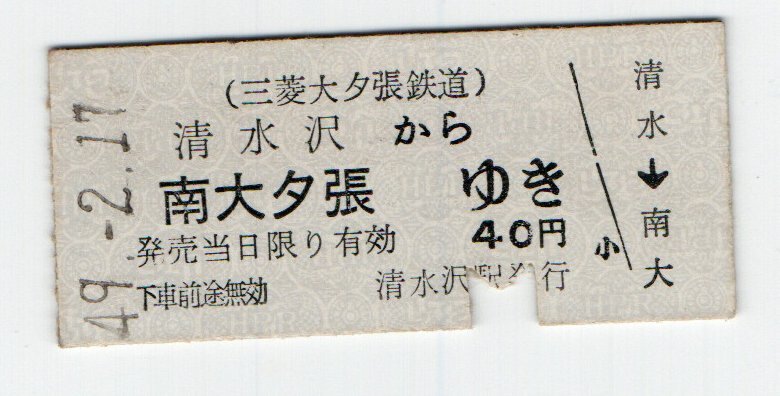 49.-2.17
(三菱大夕張鉄道)
清水沢 から
南大夕張 ゆき
発売当日限り有効 40円
下車前途無効 清水沢駅発行
小
清水
↓
南大